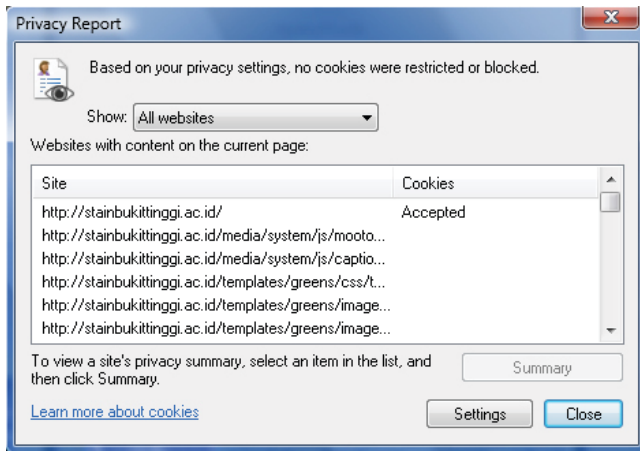 Privacy Report
Based on your privacy settings, no cookies were restricted or blocked.
Show: All websites
Websites with content on the current page:
Site Cookies
http://stainbukittinggi.ac.id/ Accepted
http://stainbukittinggi.ac.id/media/system/js/mooto...
http://stainbukittinggi.ac.id/media/system/js/captio...
http://stainbukittinggi.ac.id/templates/greens/css/t...
http://stainbukittinggi.ac.id/templates/greens/image...
http://stainbukittinggi.ac.id/templates/greens/image...
To view a site's privacy summary, select an item in the list, and
then click Summary.
Summary
Learn more about cookies
Settings
Close